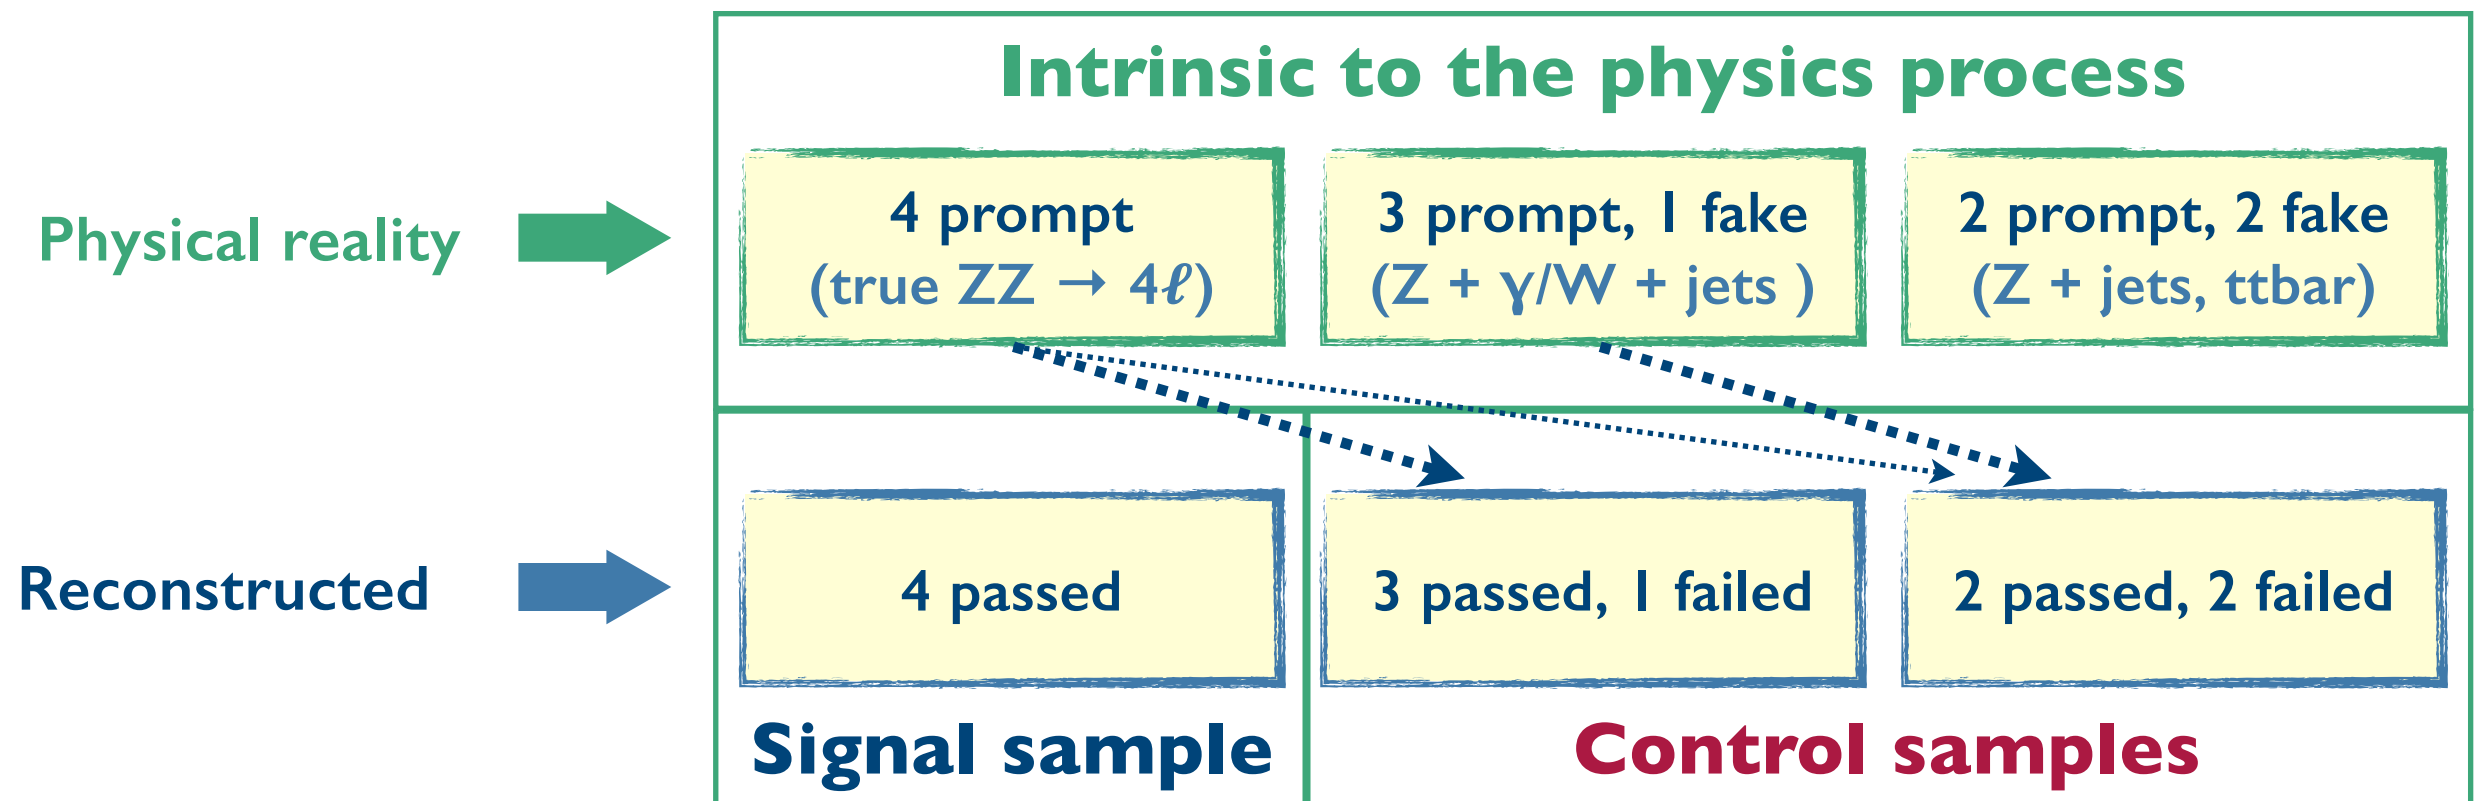 Intrinsic to the physics process
Physical reality
4 prompt
(true ZZ → 4ℓ)
3 prompt, 1 fake
(Z + γ/W + jets )
2 prompt, 2 fake
(Z + jets, ttbar)
Reconstructed
4 passed
3 passed, 1 failed
2 passed, 2 failed
Signal sample
Control samples